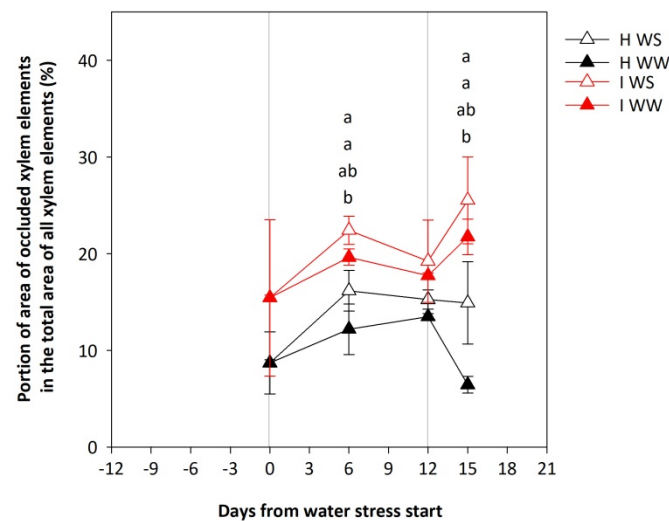 Portion of area of occluded xylem elements
in the total area of all xylem elements (%)
40
30
20
10
0
a
a
ab
b
a
a
ab
b
H WS
H WW
I WS
I WW
-12 -9 -6 -3 0 3 6 9 12 15 18 21
Days from water stress start